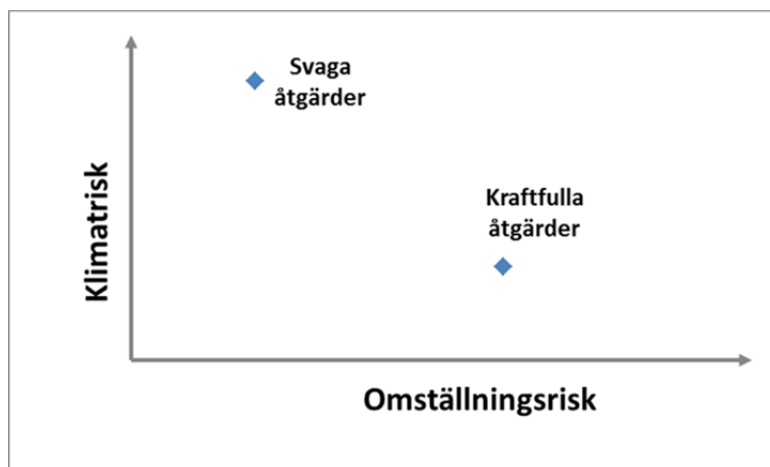 Svaga
åtgärder
Kraftfulla
åtgärder
Klimatrisk
Omställningsrisk